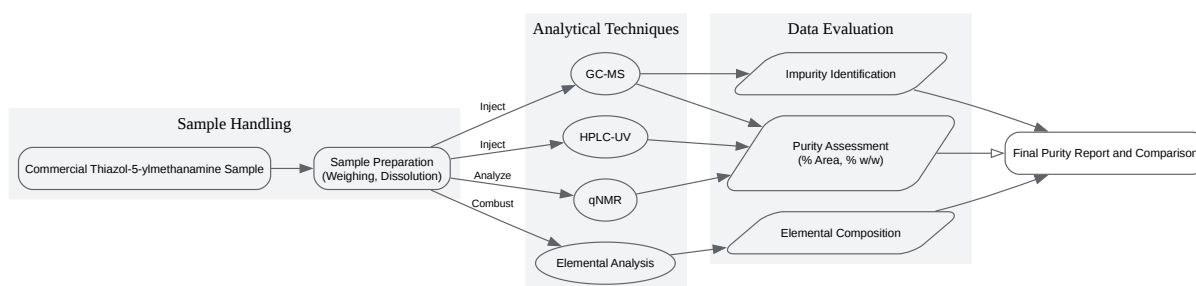 Sample Handling
Commercial Thiazol-5-ylmethanamine Sample
Sample Preparation
(Weighing, Dissolution)
Inject
Inject
Analyze
Combust
Analytical Techniques
GC-MS
HPLC-UV
qNMR
Elemental Analysis
Data Evaluation
Impurity Identification
Purity Assessment
(% Area, % w/w)
Elemental Composition
Final Purity Report and Comparison